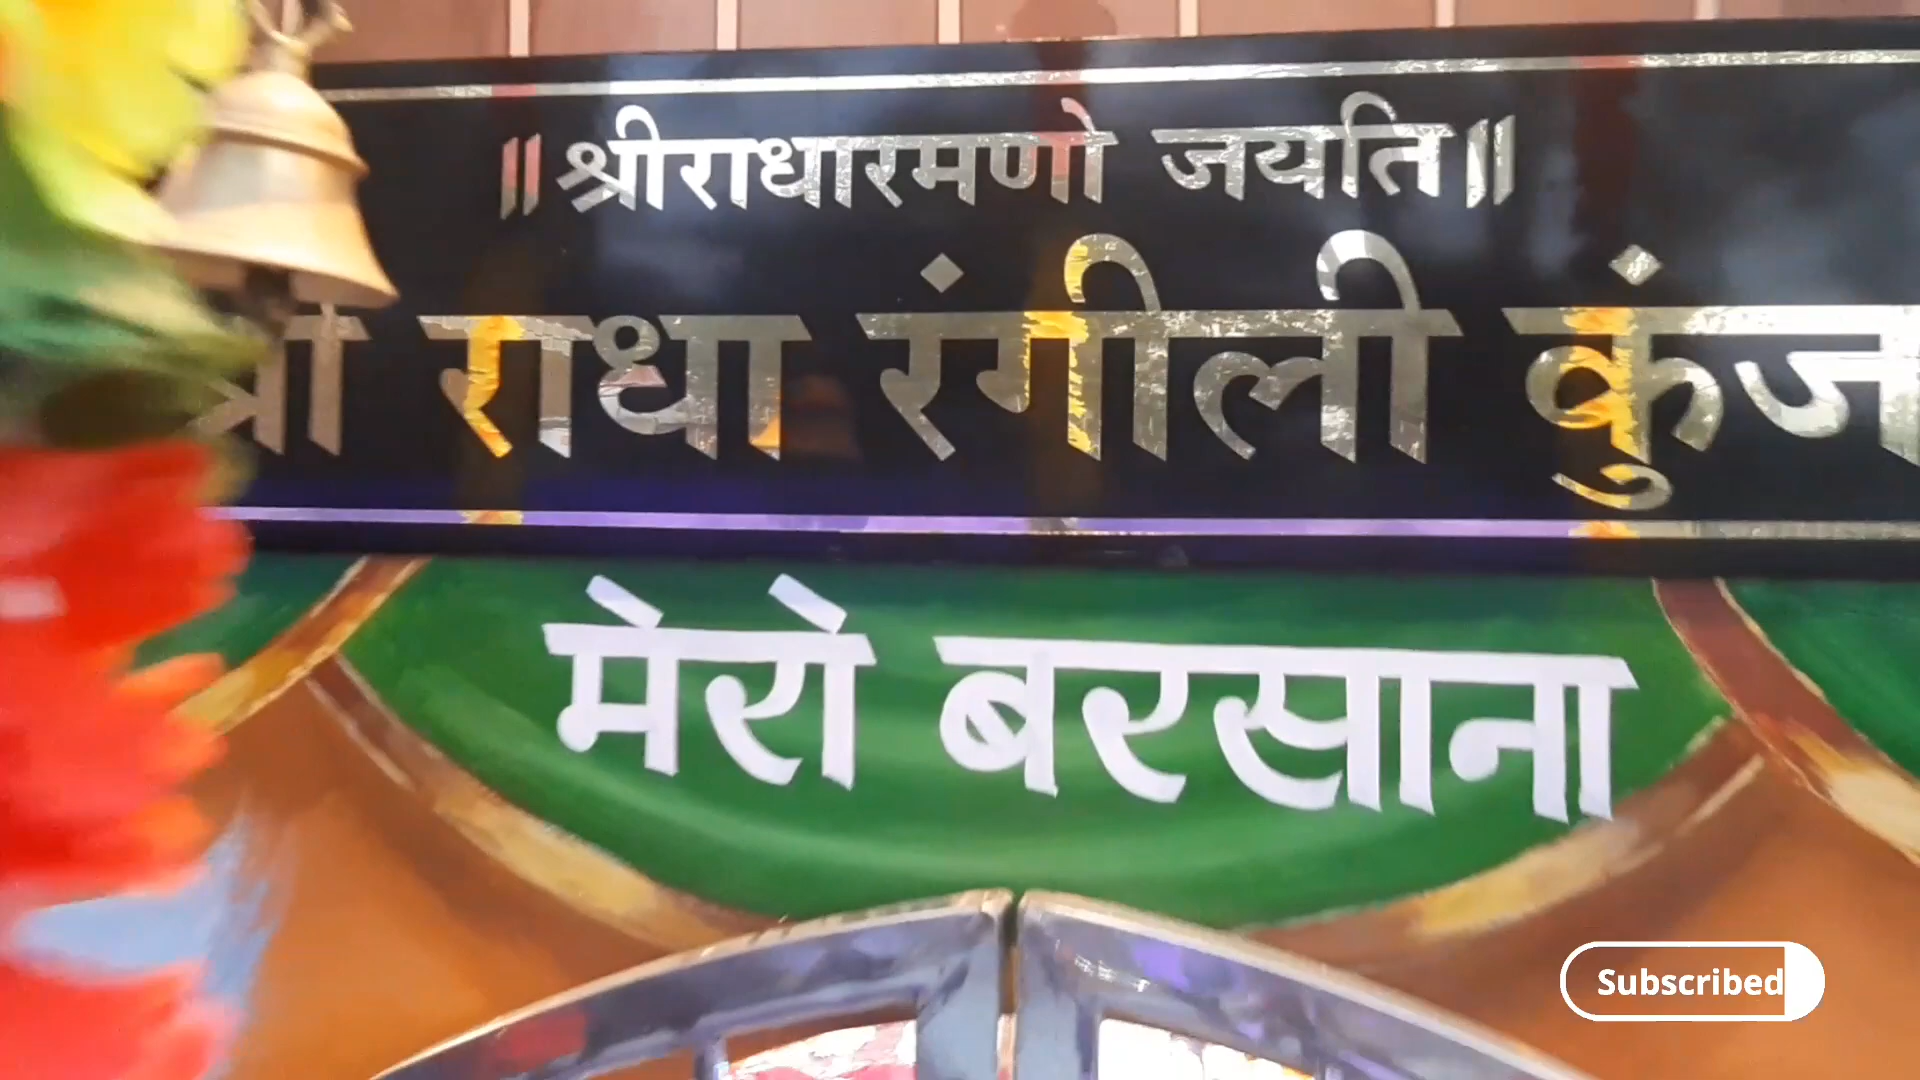 ॥श्रीराधारमणो जयति॥
श्री राधा रंगीली कुंज
मेरो बरसाना
Subscribed